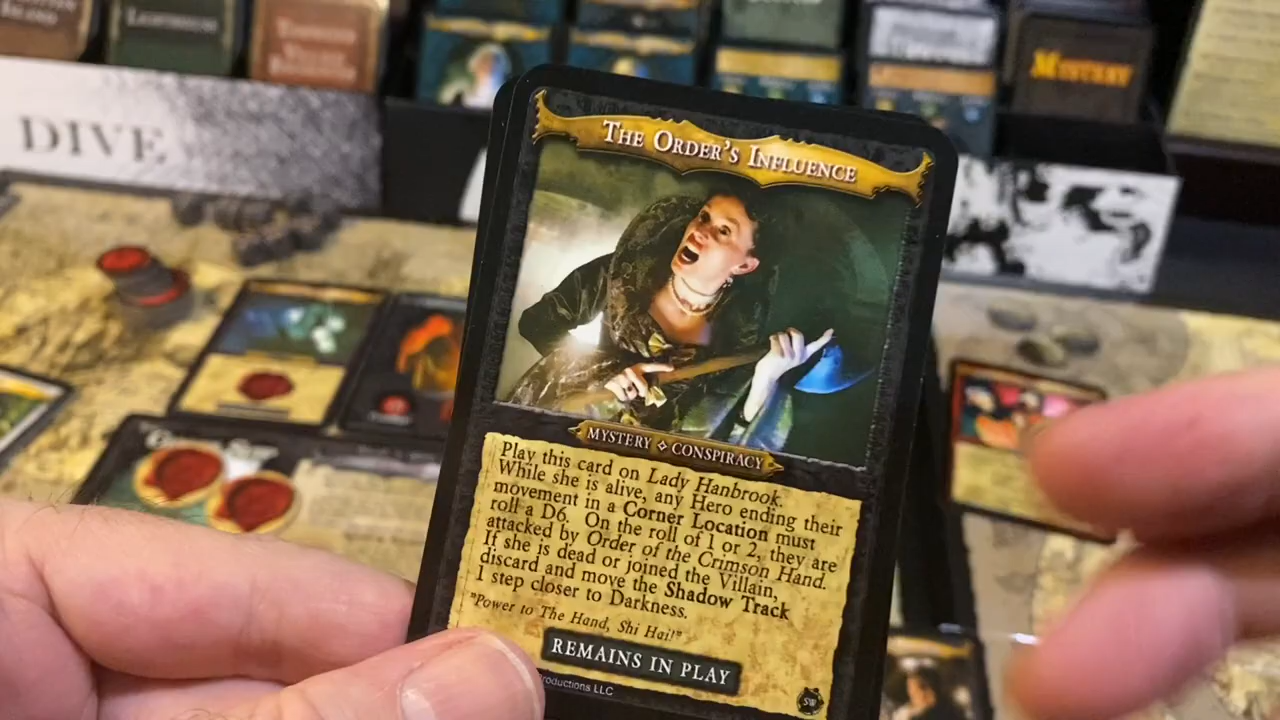 LIGHTHOUSE
DIVE
MYSTERY
THE ORDER'S INFLUENCE
MYSTERY CONSPIRACY
Play this card on Lady Hanbrook.
While she is alive, any Hero ending their
movement in a Corner Location must
roll a D6. On the roll of 1 or 2, they are
attacked by Order of the Crimson Hand.
If she is dead or joined the Villain,
discard and move the Shadow Track
1 step closer to Darkness.
"Power to The Hand, Shi Hai!"
REMAINS IN PLAY
Productions LLC
SW